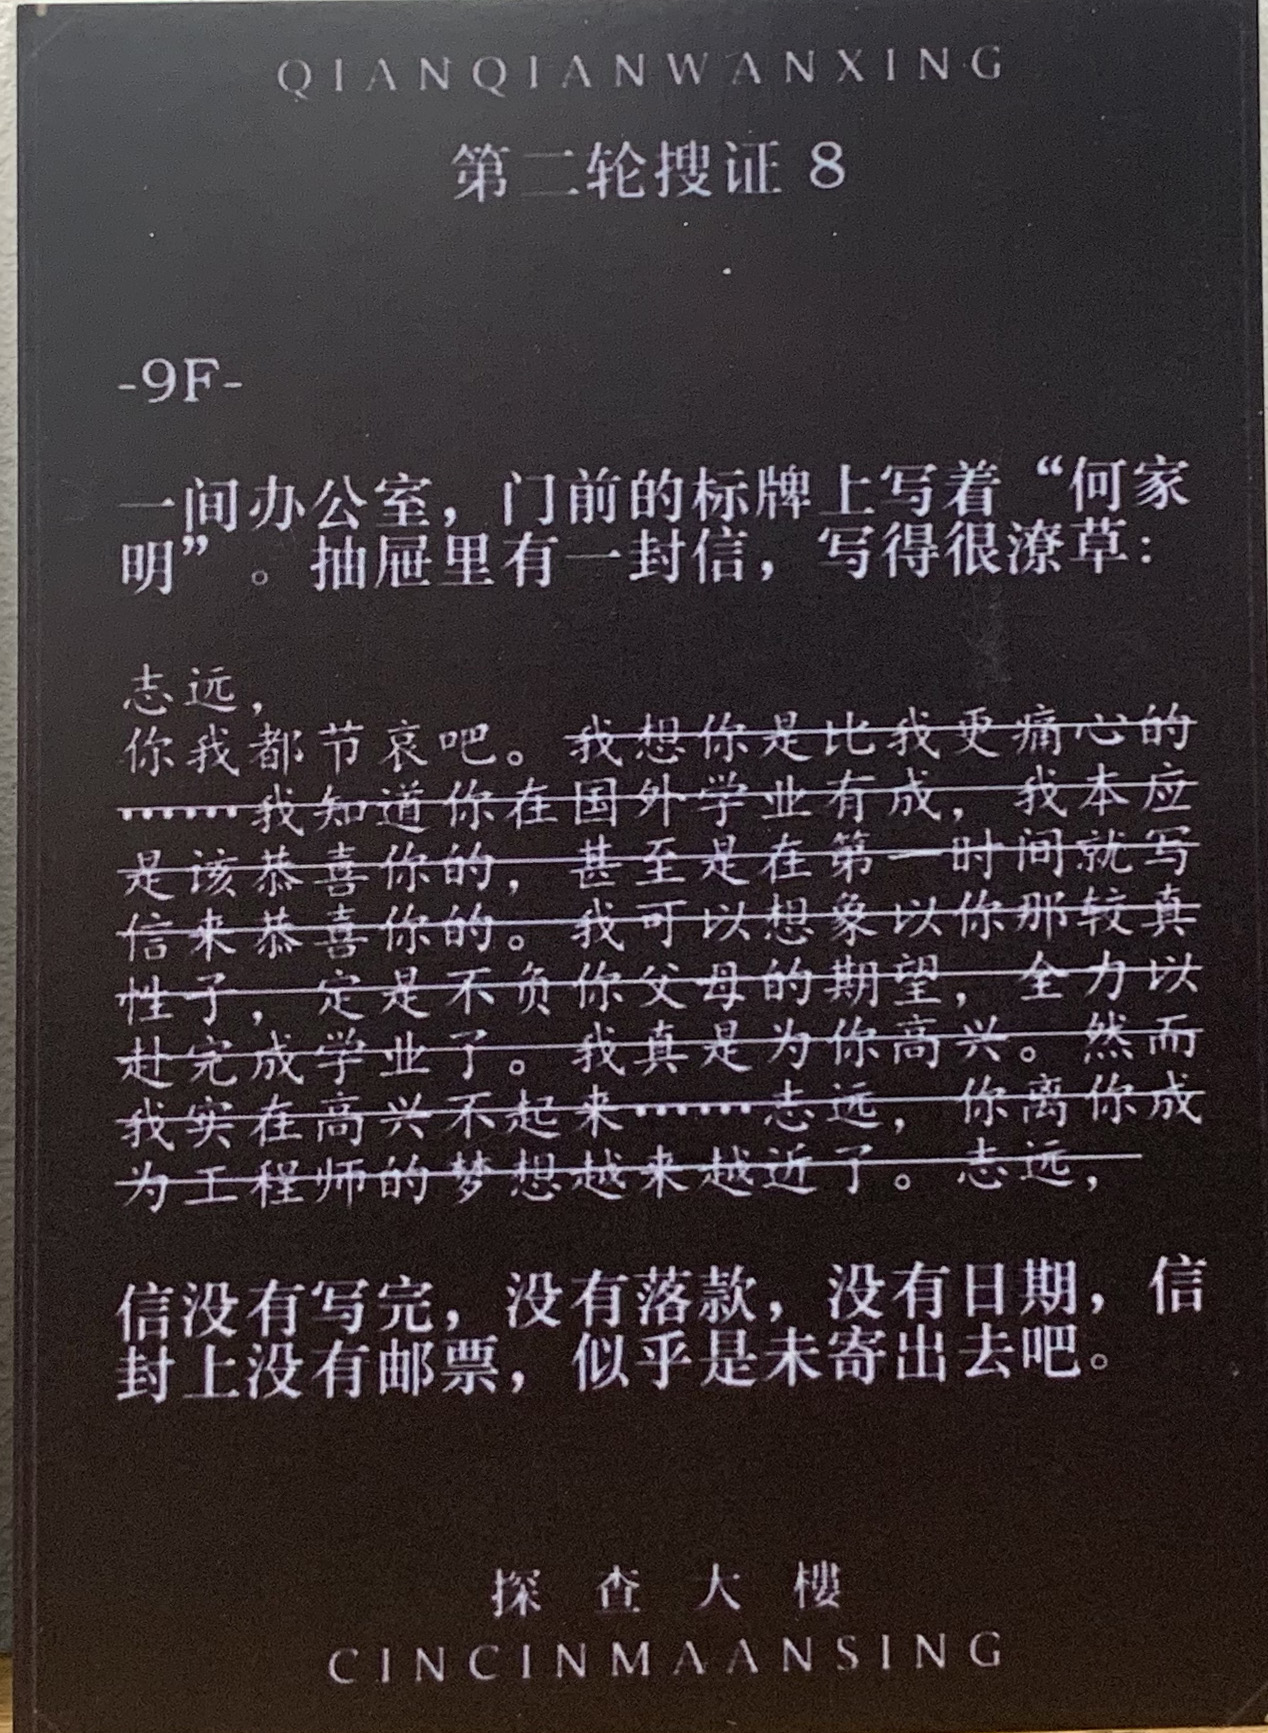 QIANQIANWANXING
第二轮搜证 8
-9F-
一间办公室，门前的标牌上写着“何家
明”。抽屉里有一封信，写得很潦草：
志远，
你我都节哀吧。我想你是比我更痛心的
……我知道你在国外学业有成，我本应
是该恭喜你的，甚至是在第一时间就写
信来恭喜你的。我可以想象以你那较真
性子，定是不负你父母的期望，全力以
赴完成学业了。我真是为你高兴。然而
我实在高兴不起来……志远，你离你成
为工程师的梦想越来越近了。志远，
信没有写完，没有落款，没有日期，信
封上没有邮票，似乎是未寄出去吧。
探查大樓
CINCINMAANSING